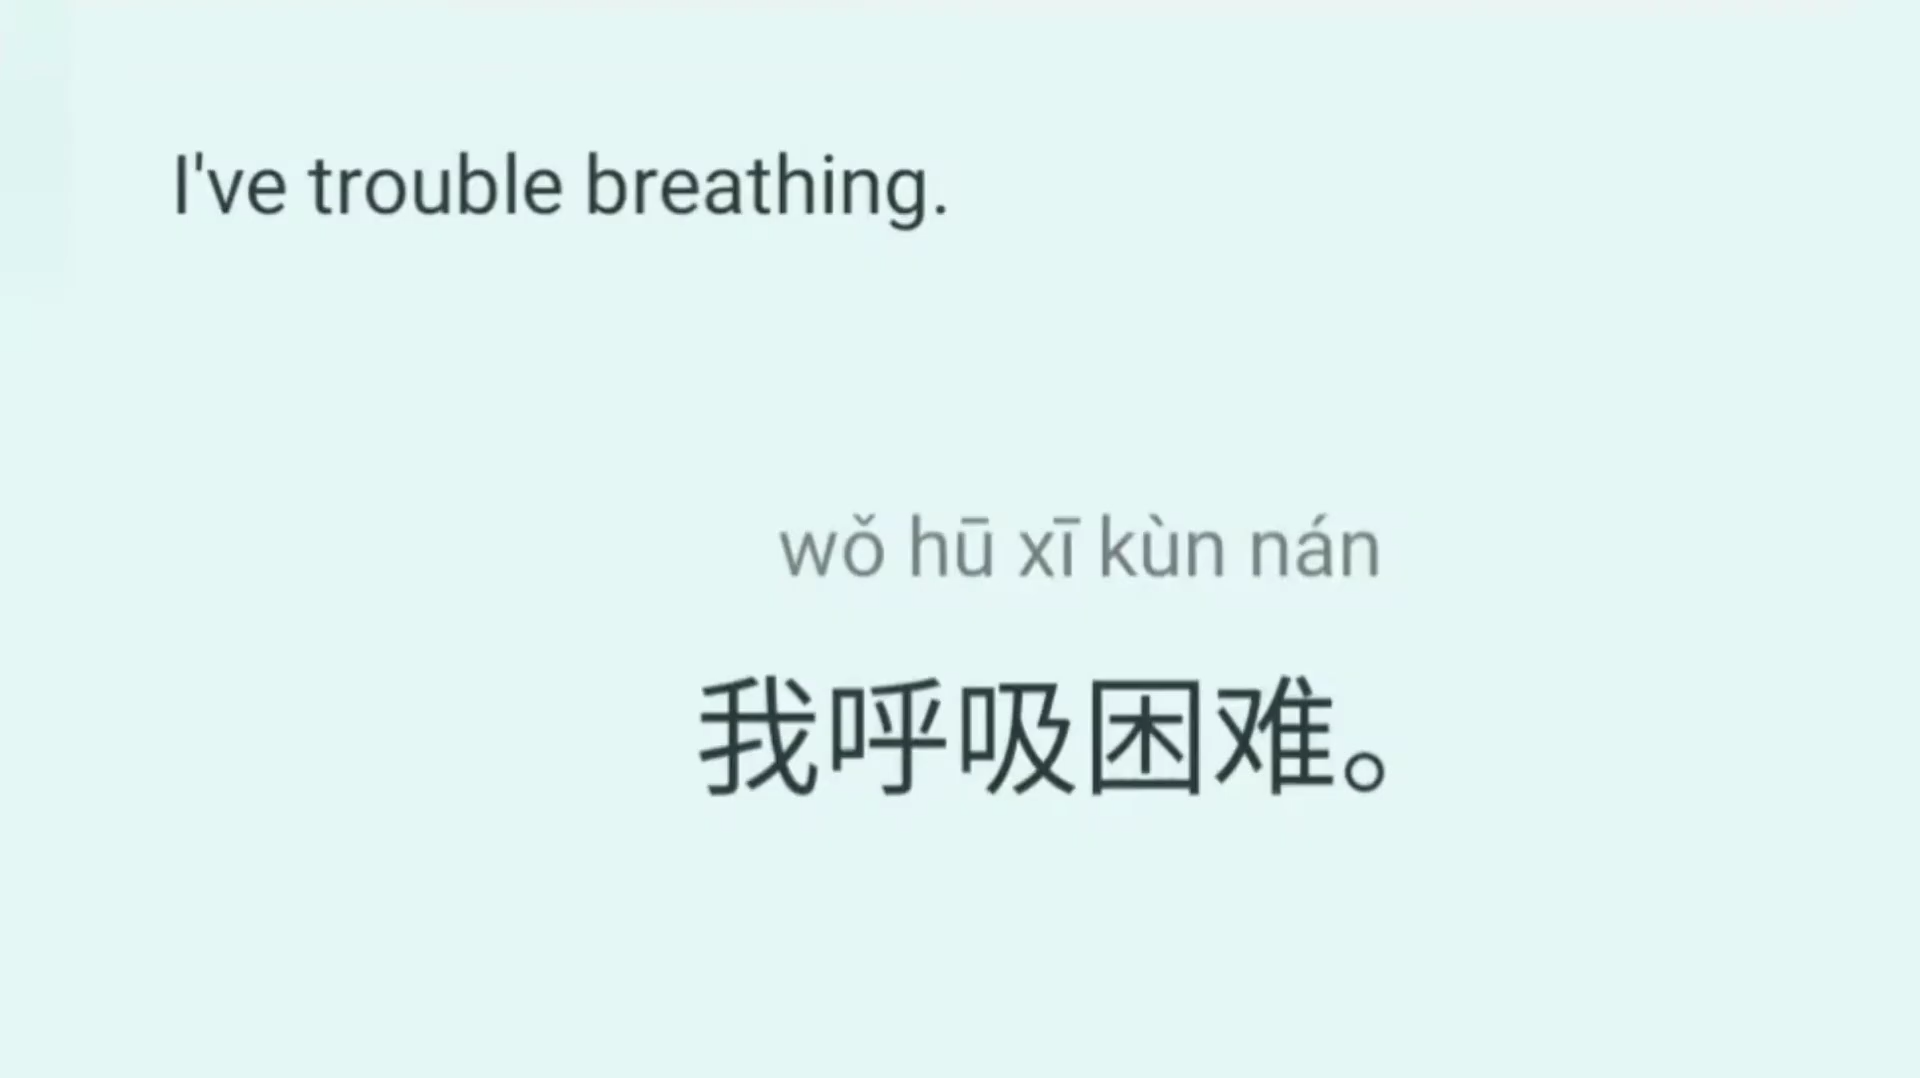 I've trouble breathing.
wǒ hū xī kùn nán
我呼吸困难。